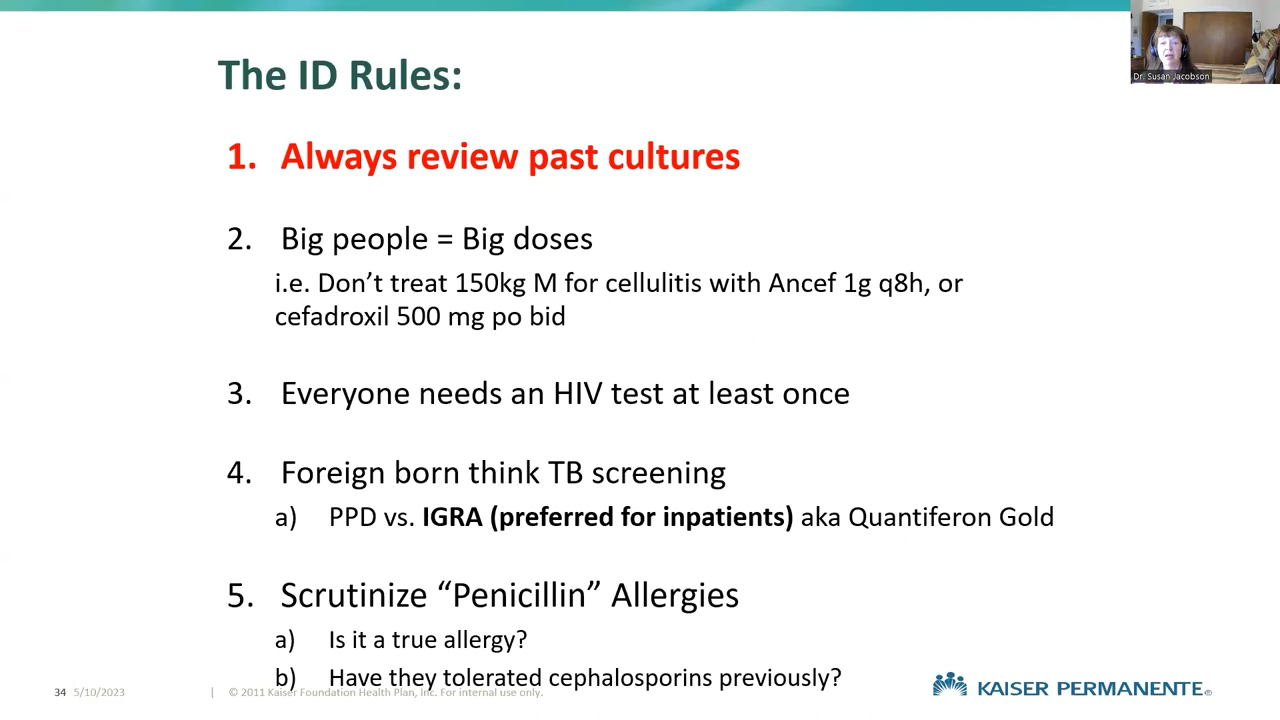 Dr. Susan Jacobson
The ID Rules:
1. Always review past cultures
2. Big people = Big doses
i.e. Don’t treat 150kg M for cellulitis with Ancef 1g q8h, or
cefadroxil 500 mg po bid
3. Everyone needs an HIV test at least once
4. Foreign born think TB screening
a) PPD vs. IGRA (preferred for inpatients) aka Quantiferon Gold
5. Scrutinize “Penicillin” Allergies
a) Is it a true allergy?
b) Have they tolerated cephalosporins previously?
34 5/10/2023 | © 2011 Kaiser Foundation Health Plan, Inc. For internal use only.
KAISER PERMANENTE®